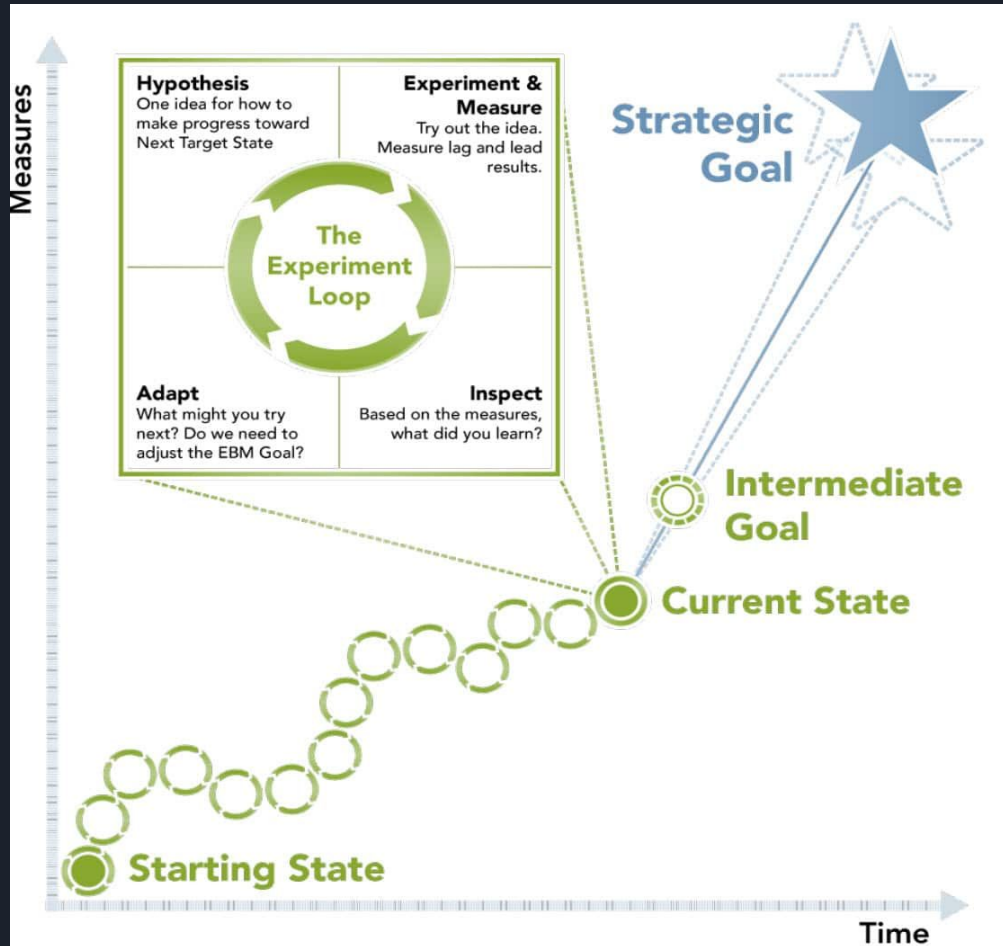 Measures
Hypothesis
One idea for how to
make progress toward
Next Target State
Experiment &
Measure
Try out the idea.
Measure lag and lead
results.
The
Experiment
Loop
Adapt
What might you try
next? Do we need to
adjust the EBM Goal?
Inspect
Based on the measures,
what did you learn?
Strategic
Goal
Intermediate
Goal
Current State
Starting State
Time